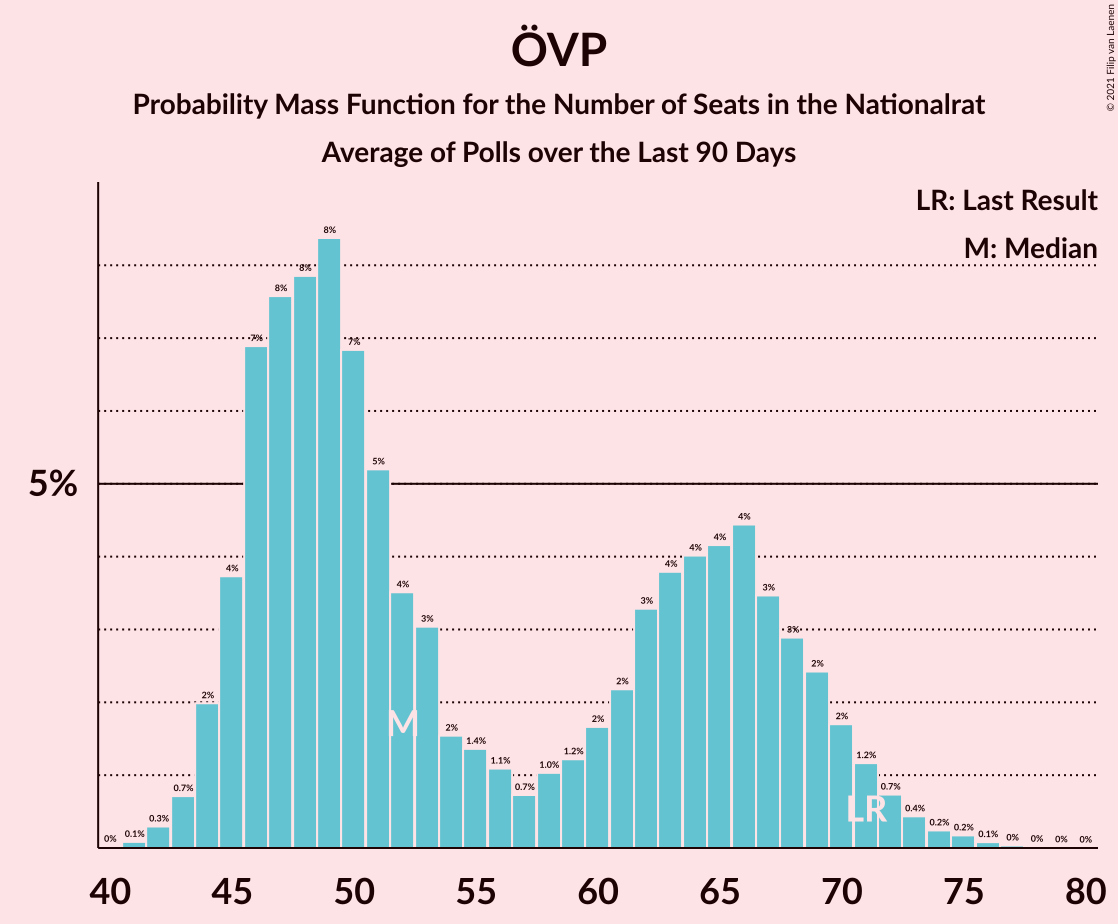 ÖVP
Probability Mass Function for the Number of Seats in the Nationalrat
Average of Polls over the Last 90 Days
© 2021 Filip van Laenen
LR: Last Result
M: Median
5%
0% 0.1% 0.3% 0.7% 2% 4% 7% 8% 8% 8% 7% 5% 4% 3% 2% 1.4% 1.1% 0.7% 1.0% 1.2% 2% 2% 3% 4% 4% 4% 4% 3% 3% 2% 2% 1.2% 0.7% 0.4% 0.2% 0.2% 0.1% 0% 0% 0% 0%
M
LR
40 45 50 55 60 65 70 75 80